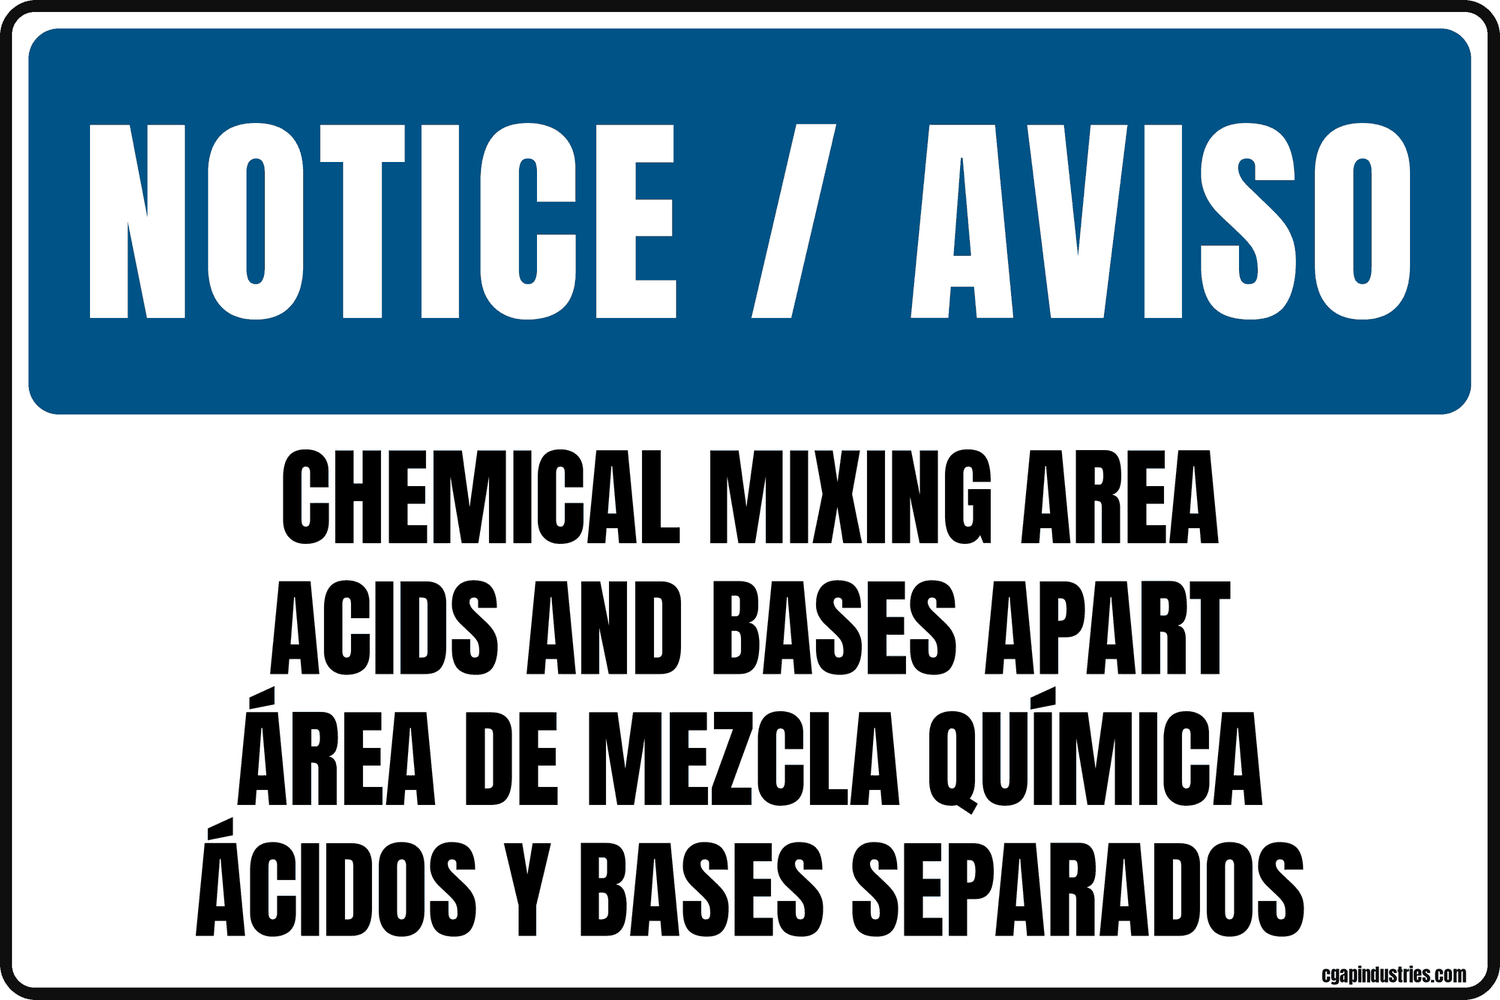 NOTICE / AVISO
CHEMICAL MIXING AREA
ACIDS AND BASES APART
ÁREA DE MEZCLA QUÍMICA
ÁCIDOS Y BASES SEPARADOS
cgapindustries.com